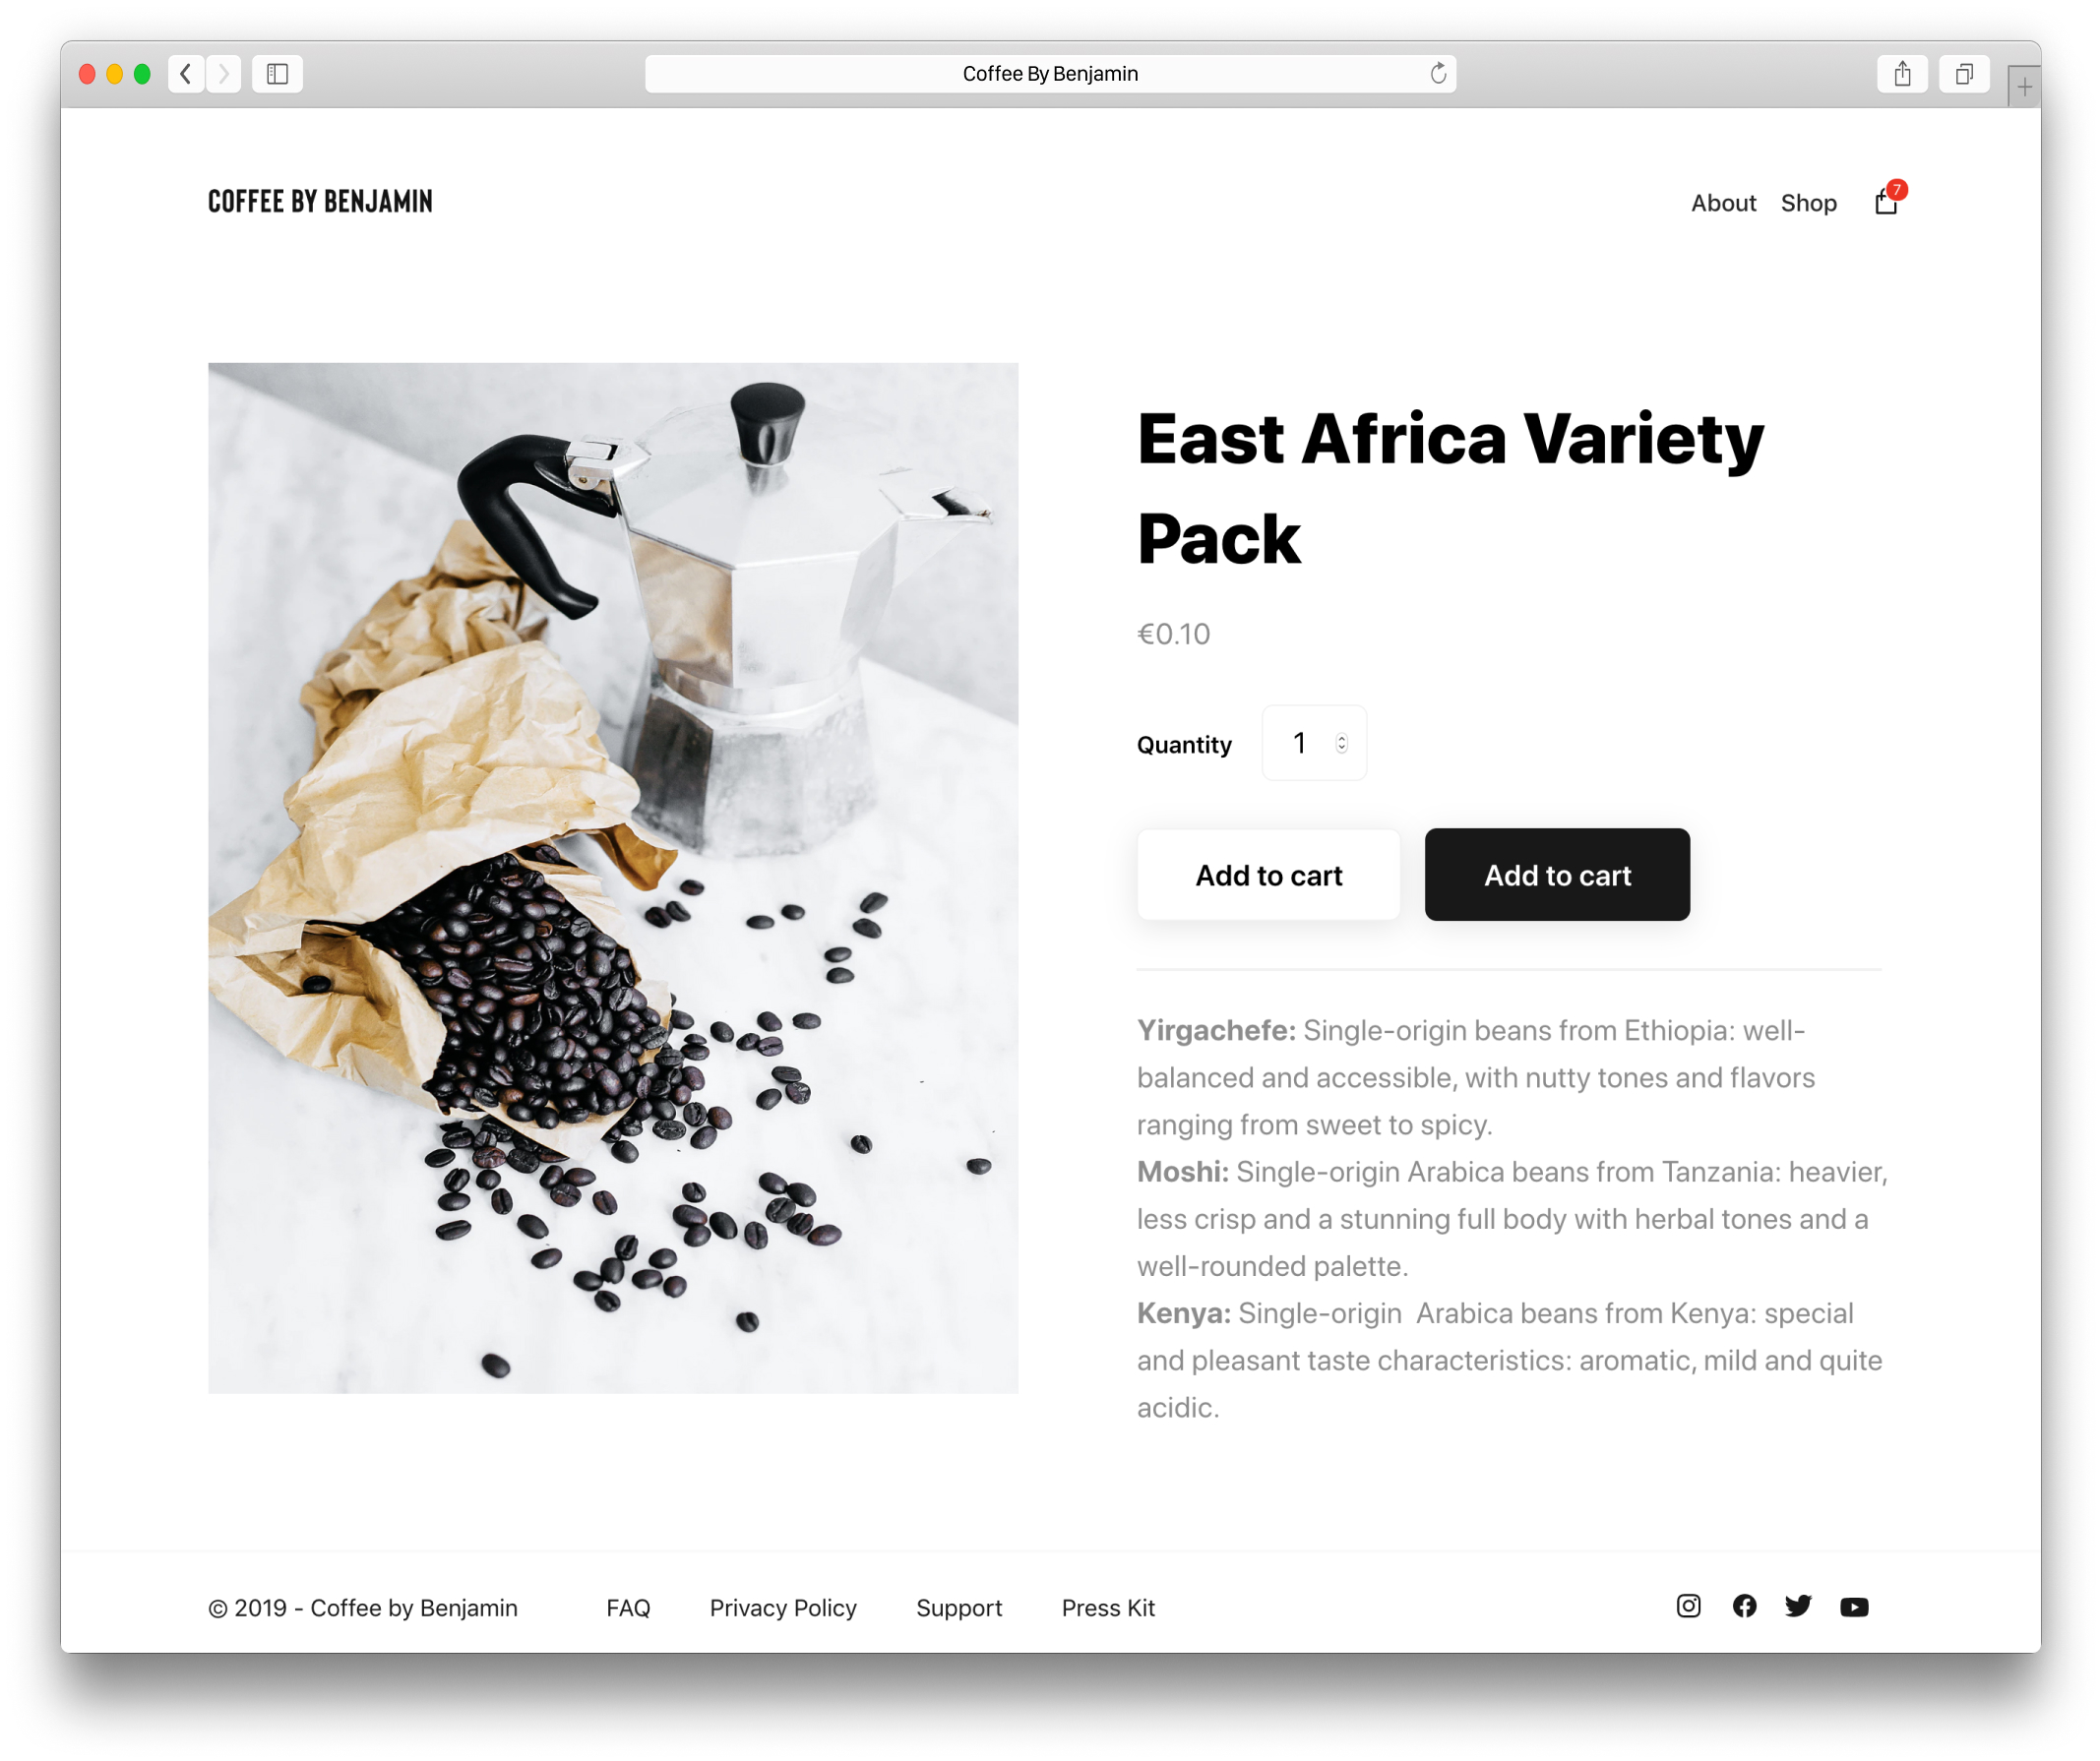 Coffee By Benjamin
COFFEE BY BENJAMIN
About Shop 7
East Africa Variety
Pack
€0.10
Quantity 1
Add to cart Add to cart
Yirgachefe: Single-origin beans from Ethiopia: well-
balanced and accessible, with nutty tones and flavors
ranging from sweet to spicy.
Moshi: Single-origin Arabica beans from Tanzania: heavier,
less crisp and a stunning full body with herbal tones and a
well-rounded palette.
Kenya: Single-origin  Arabica beans from Kenya: special
and pleasant taste characteristics: aromatic, mild and quite
acidic.
© 2019 - Coffee by Benjamin FAQ Privacy Policy Support Press Kit